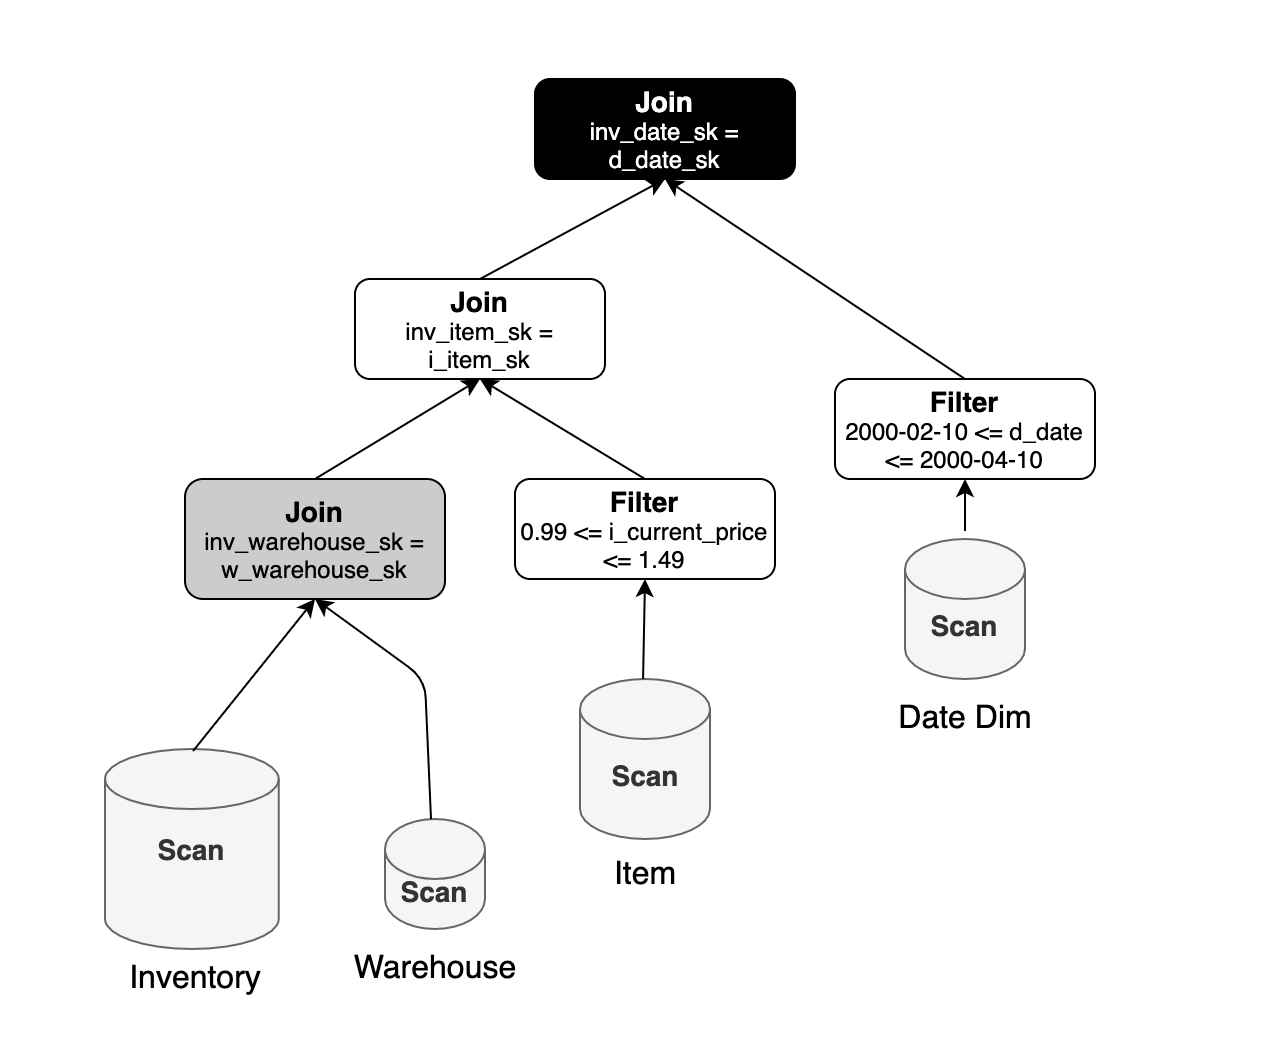 Join
inv_date_sk =
d_date_sk
Join
inv_item_sk =
i_item_sk
Filter
2000-02-10 <= d_date
<= 2000-04-10
Join
inv_warehouse_sk =
w_warehouse_sk
Filter
0.99 <= i_current_price
<= 1.49
Scan
Date Dim
Scan
Item
Scan
Inventory
Scan
Warehouse